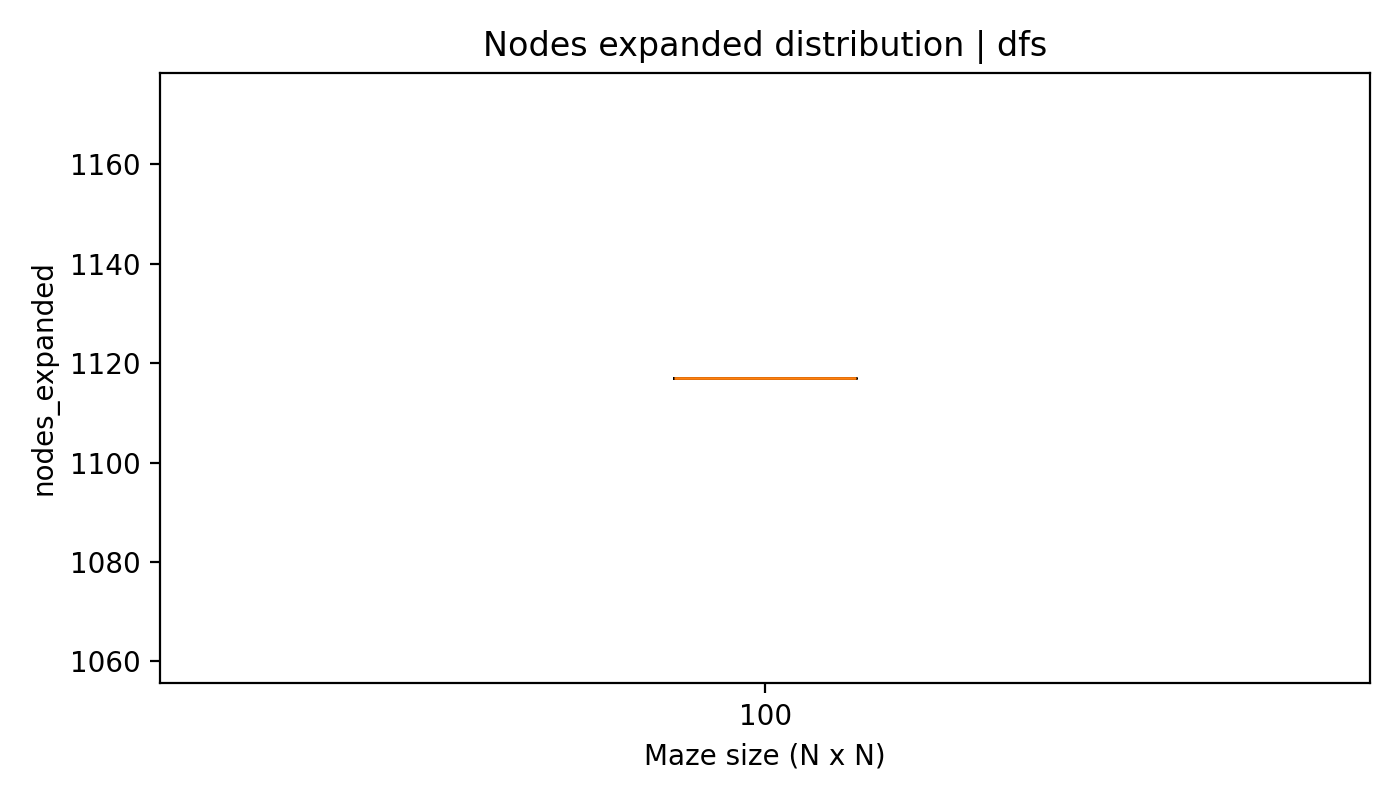 Nodes expanded distribution | dfs
1160
1140
1120
1100
1080
1060
nodes_expanded
100
Maze size (N x N)